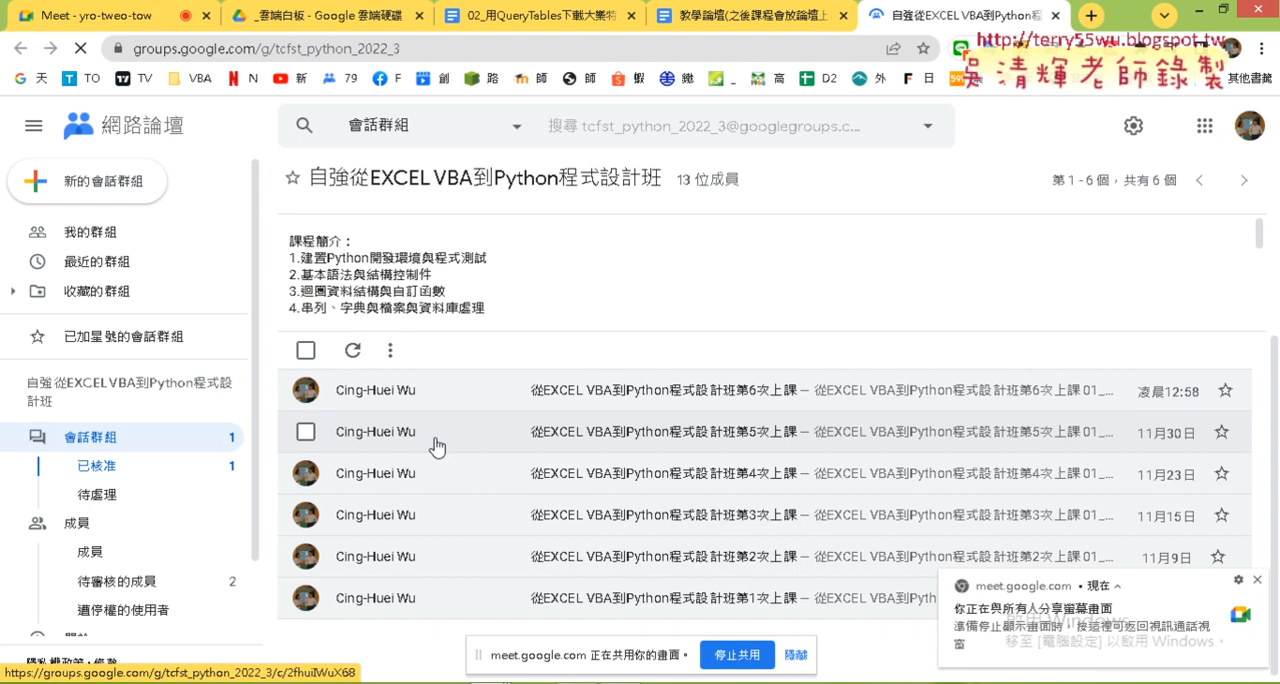 Meet - yro-tweo-tow
_雲端白板 - Google 雲端硬碟
02_用QueryTables下載大樂特
教學論壇(之後課程會放論壇上
自強從EXCEL VBA到Python程
groups.google.com/g/tcfst_python_2022_3
http://terry55wu.blogspot.tw
吳清輝老師錄製
天 TO TV VBA N 新 79 F 創 路 師 師 蝦 _ 高 D2 外 日 其他書籤
網路論壇
會話群組
搜尋 tcfst_python_2022_3@googlegroups.c...
新的會話群組
自強從EXCEL VBA到Python程式設計班 13 位成員
第 1 - 6 個，共有 6 個
我的群組
最近的群組
收藏的群組
已加星號的會話群組
自強從EXCEL VBA到Python程式設
計班
會話群組 1
已核准 1
待處理
成員
成員
待審核的成員 2
遭停權的使用者
課程簡介：
1.建置Python開發環境與程式測試
2.基本語法與結構控制件
3.迴圈資料結構與自訂函數
4.串列、字典與檔案與資料庫處理
Cing-Huei Wu 從EXCEL VBA到Python程式設計班第6次上課 – 從EXCEL VBA到Python程式設計班第6次上課 01_... 凌晨12:58
Cing-Huei Wu 從EXCEL VBA到Python程式設計班第5次上課 – 從EXCEL VBA到Python程式設計班第5次上課 01_... 11月30日
Cing-Huei Wu 從EXCEL VBA到Python程式設計班第4次上課 – 從EXCEL VBA到Python程式設計班第4次上課 01_... 11月23日
Cing-Huei Wu 從EXCEL VBA到Python程式設計班第3次上課 – 從EXCEL VBA到Python程式設計班第3次上課 01_... 11月15日
Cing-Huei Wu 從EXCEL VBA到Python程式設計班第2次上課 – 從EXCEL VBA到Python程式設計班第2次上課 01_... 11月9日
Cing-Huei Wu 從EXCEL VBA到Python程式設計班第1次上課 – 從EXCEL VBA到Pyth
meet.google.com • 現在
你正在與所有人分享螢幕畫面
準備停止顯示畫面時，按這裡可返回視訊通話視
窗
啟用 Windows
移至 [電腦設定] 以啟用 Windows。
meet.google.com 正在共用你的畫面。 停止共用 隱藏
https://groups.google.com/g/tcfst_python_2022_3/c/2fhuiIWuX68